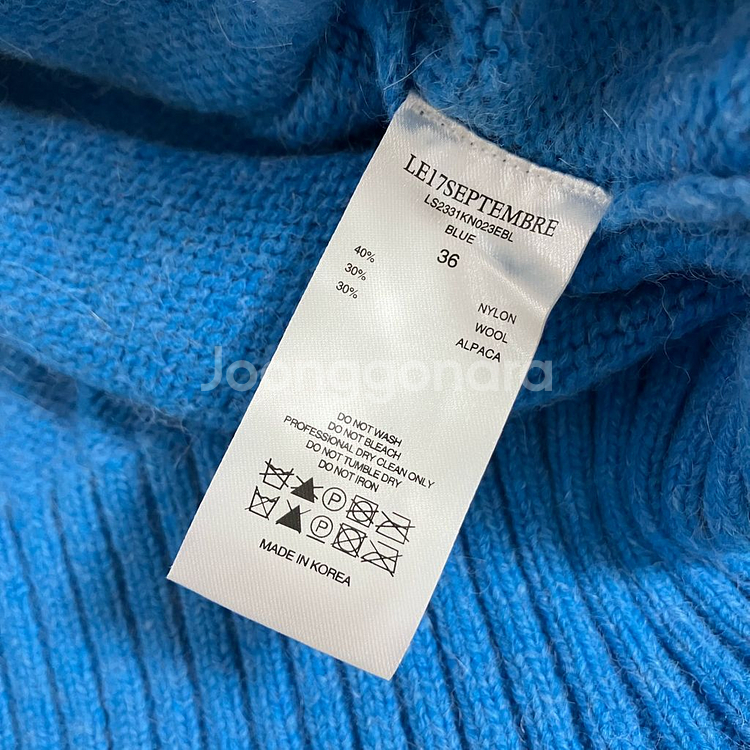 LE17SEPTEMBRE
LS2331KN023EBL
BLUE
36
40% NYLON
30% WOOL
30% ALPACA
Joonggonara
DO NOT WASH
DO NOT BLEACH
PROFESSIONAL DRY CLEAN ONLY
DO NOT TUMBLE DRY
DO NOT IRON
P
P
MADE IN KOREA